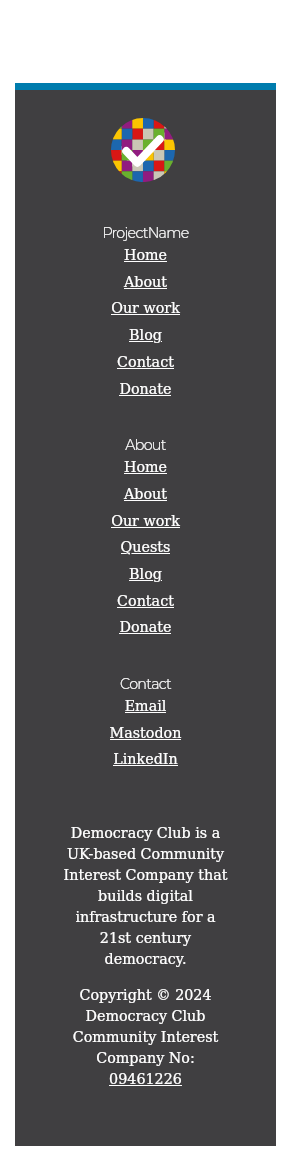 ProjectName
Home
About
Our work
Blog
Contact
Donate
About
Home
About
Our work
Quests
Blog
Contact
Donate
Contact
Email
Mastodon
LinkedIn
Democracy Club is a
UK-based Community
Interest Company that
builds digital
infrastructure for a
21st century
democracy.
Copyright © 2024
Democracy Club
Community Interest
Company No:
09461226